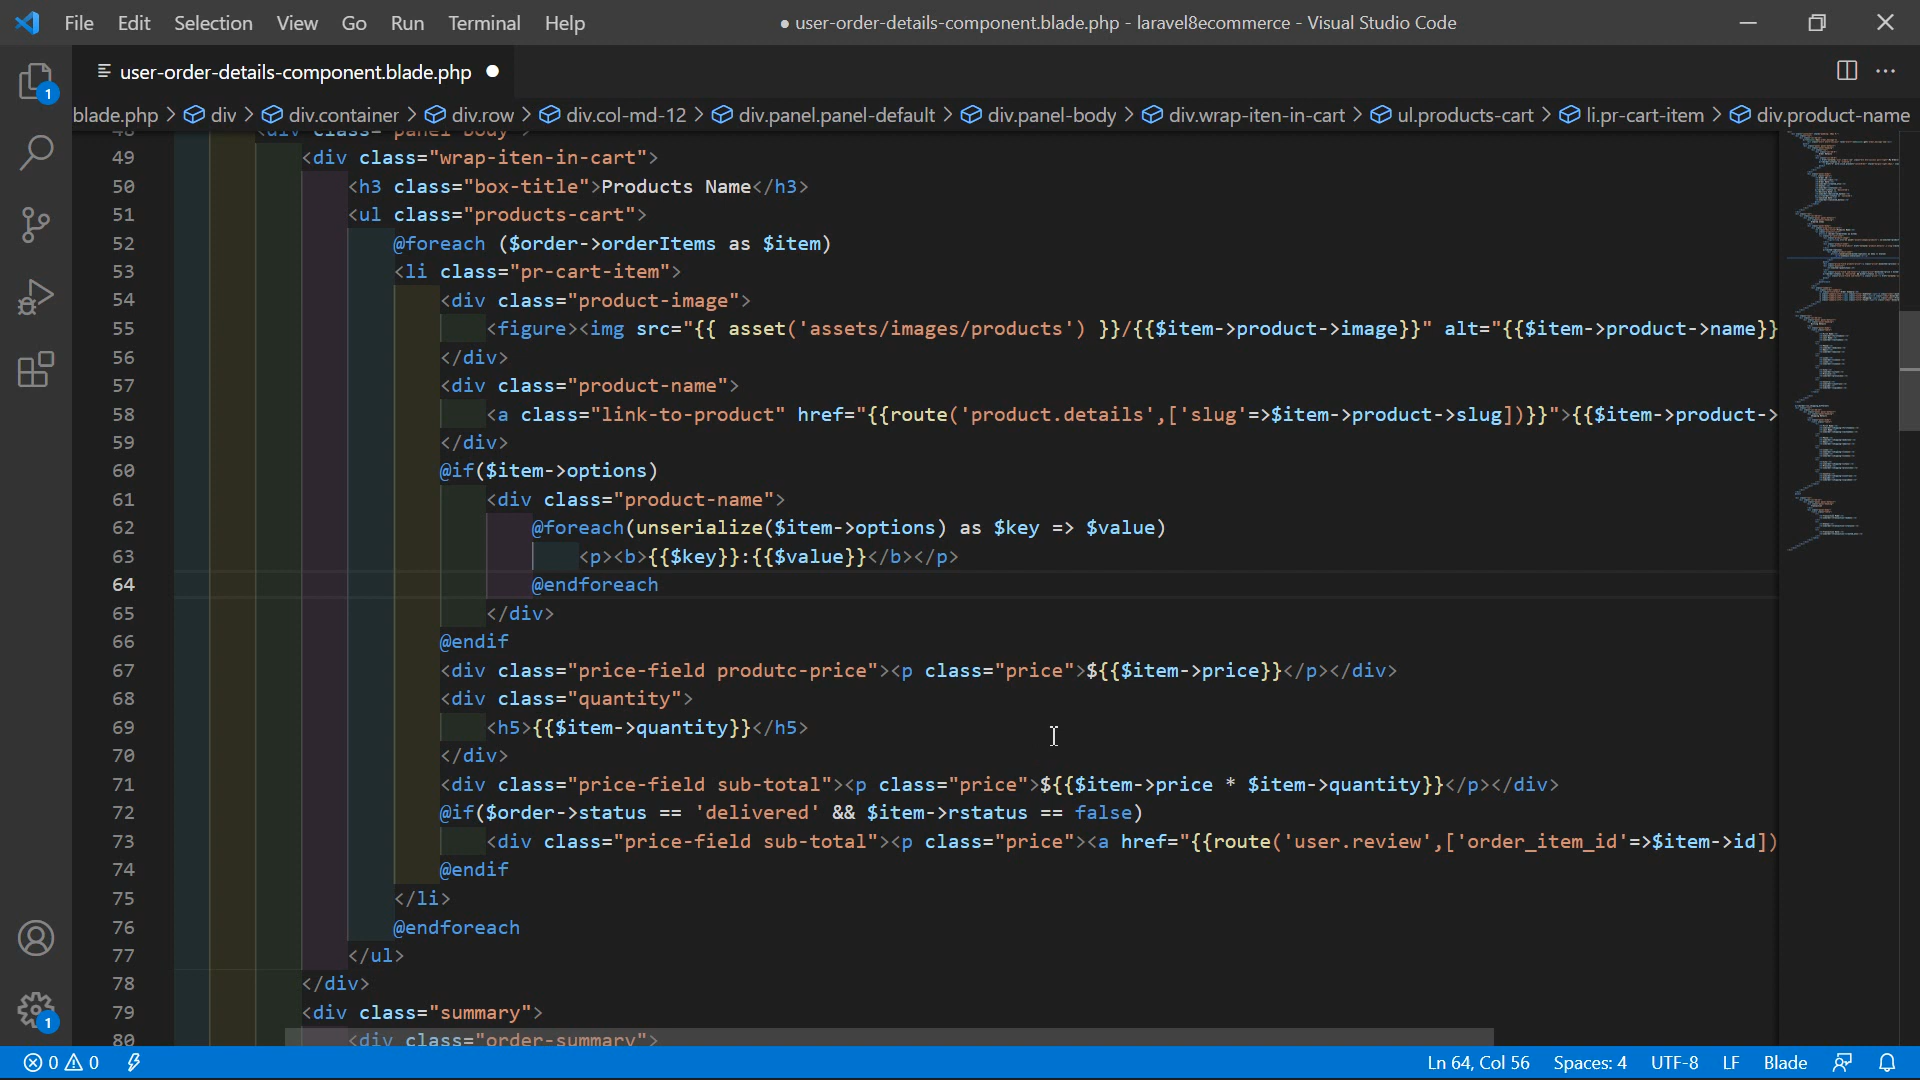 File Edit Selection View Go Run Terminal Help ● user-order-details-component.blade.php - laravel8ecommerce - Visual Studio Code
user-order-details-component.blade.php
blade.php > div > div.container > div.row > div.col-md-12 > div.panel.panel-default > div.panel-body > div.wrap-iten-in-cart > ul.products-cart > li.pr-cart-item > div.product-name
48 <div class="panel-body">
49 <div class="wrap-iten-in-cart">
50 <h3 class="box-title">Products Name</h3>
51 <ul class="products-cart">
52 @foreach ($order->orderItems as $item)
53 <li class="pr-cart-item">
54 <div class="product-image">
55 <figure><img src="{{ asset('assets/images/products') }}/{{$item->product->image}}" alt="{{$item->product->name}}
56 </div>
57 <div class="product-name">
58 <a class="link-to-product" href="{{route('product.details',['slug'=>$item->product->slug])}}">{{$item->product->
59 </div>
60 @if($item->options)
61 <div class="product-name">
62 @foreach(unserialize($item->options) as $key => $value)
63 <p><b>{{$key}}:{{$value}}</b></p>
64 @endforeach
65 </div>
66 @endif
67 <div class="price-field produtc-price"><p class="price">${{$item->price}}</p></div>
68 <div class="quantity">
69 <h5>{{$item->quantity}}</h5>
70 </div>
71 <div class="price-field sub-total"><p class="price">${{$item->price * $item->quantity}}</p></div>
72 @if($order->status == 'delivered' && $item->rstatus == false)
73 <div class="price-field sub-total"><p class="price"><a href="{{route('user.review',['order_item_id'=>$item->id])
74 @endif
75 </li>
76 @endforeach
77 </ul>
78 </div>
79 <div class="summary">
80 <div class="order-summary">
1
1
0 0 Ln 64, Col 56 Spaces: 4 UTF-8 LF Blade